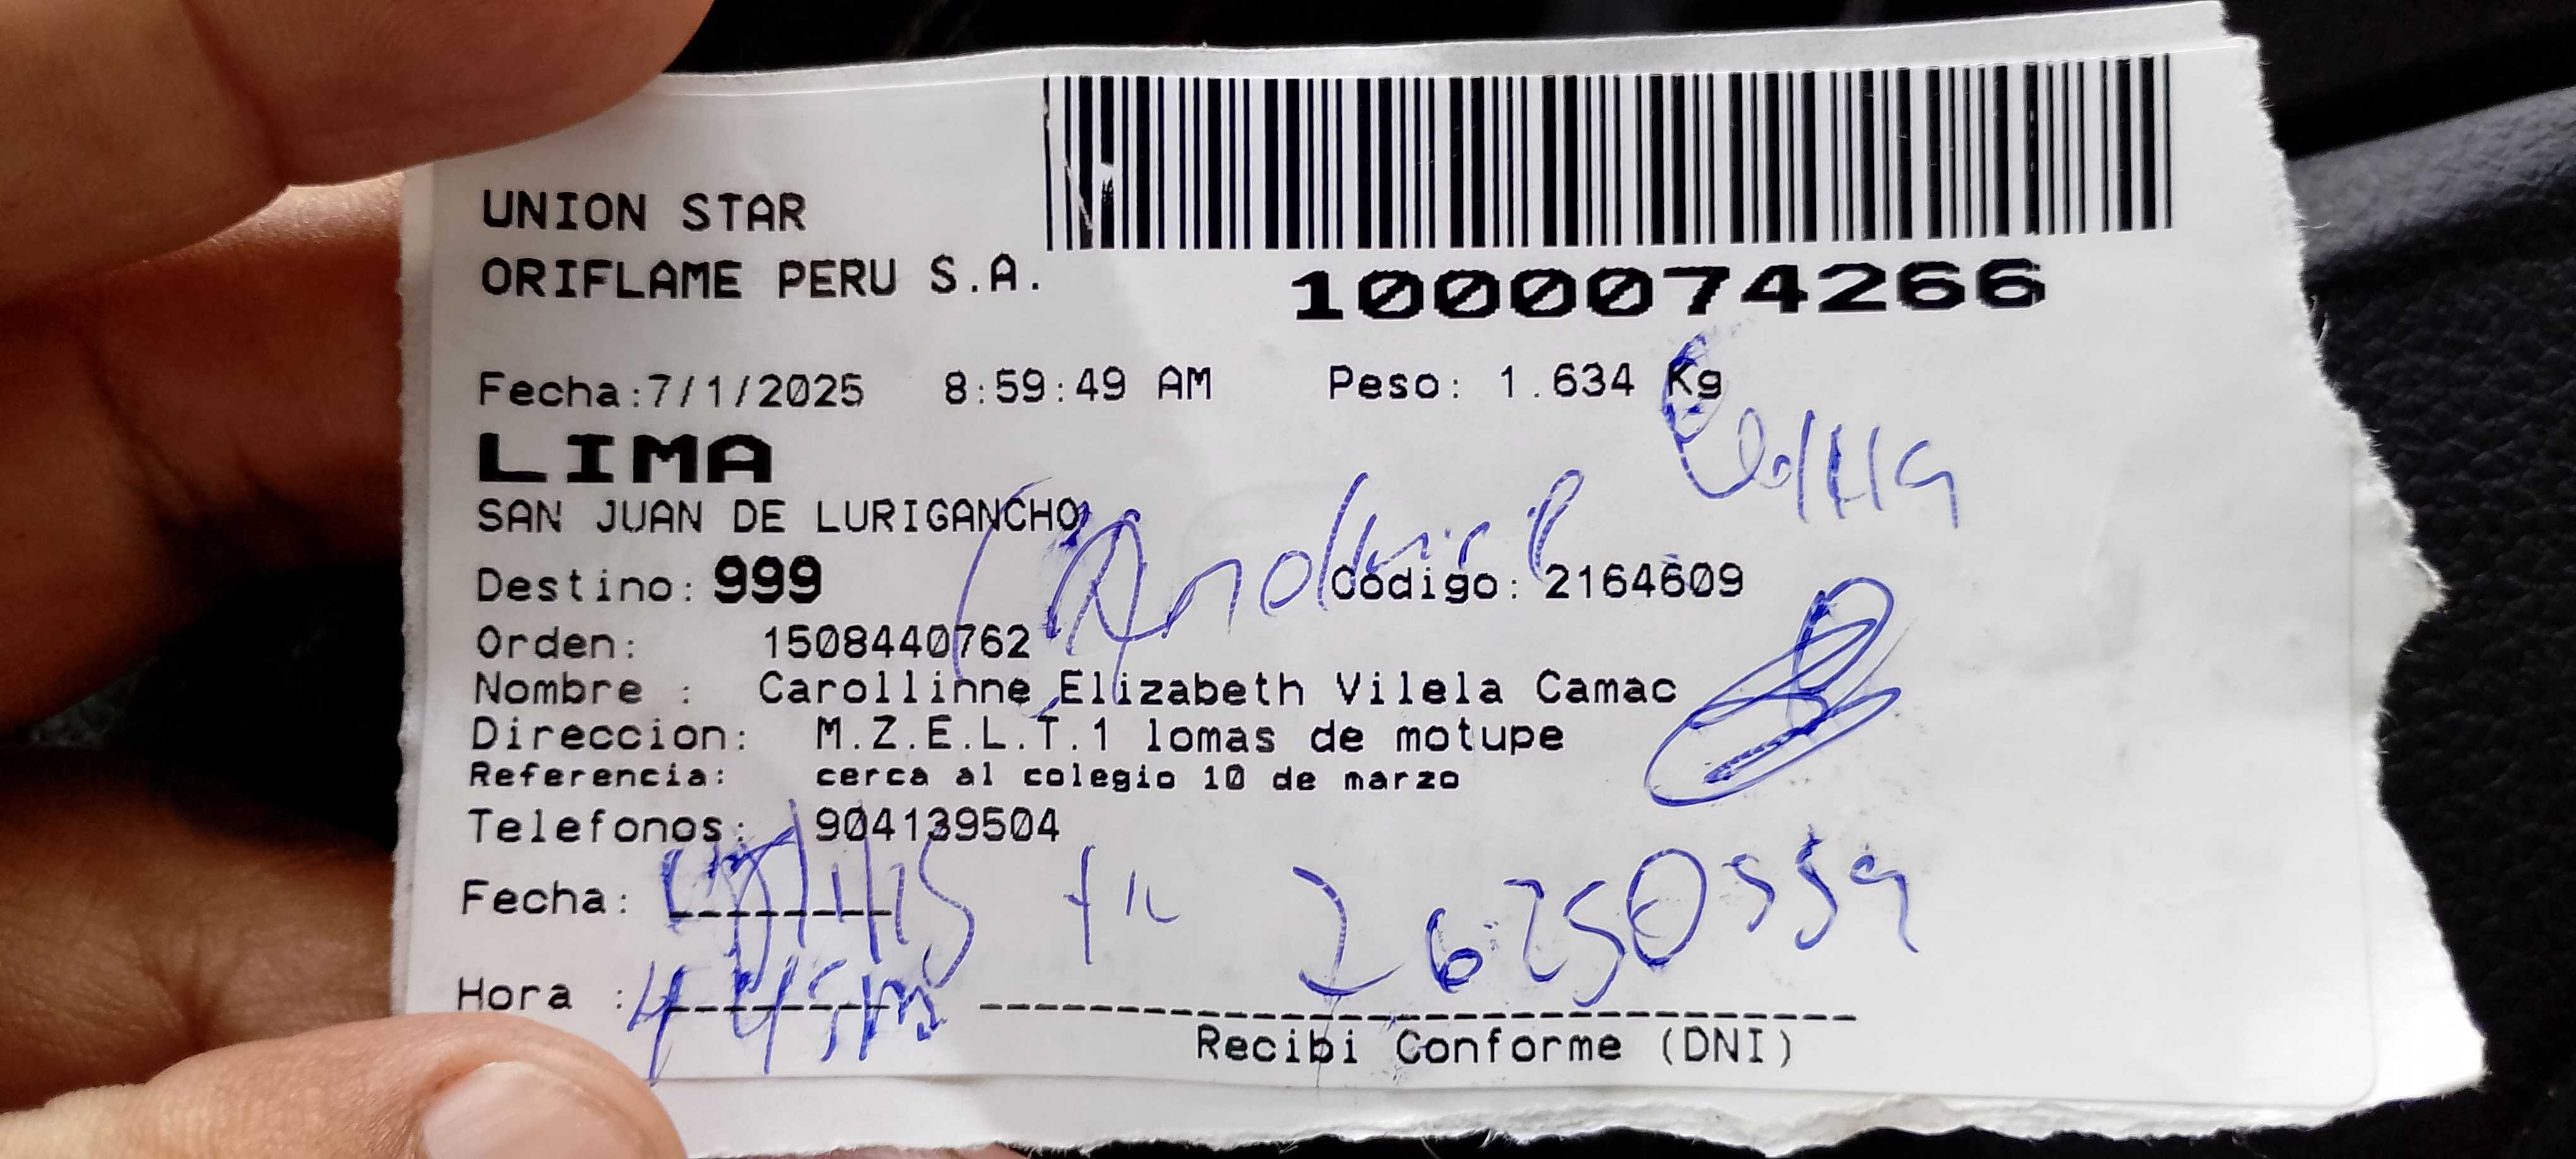 UNION STAR
ORIFLAME PERU S.A.
1000074266
Fecha:7/1/2025 8:59:49 AM Peso: 1.634 Kg
LIMA
SAN JUAN DE LURIGANCHO
Destino: 999 Código: 2164609
Orden: 1508440762
Nombre : Carollinne Elizabeth Vilela Camac
Direccion: M.Z.E.L.T.1 lomas de motupe
Referencia: cerca al colegio 10 de marzo
Telefonos: 904139504
Fecha:
Hora :
Recibi Conforme (DNI)